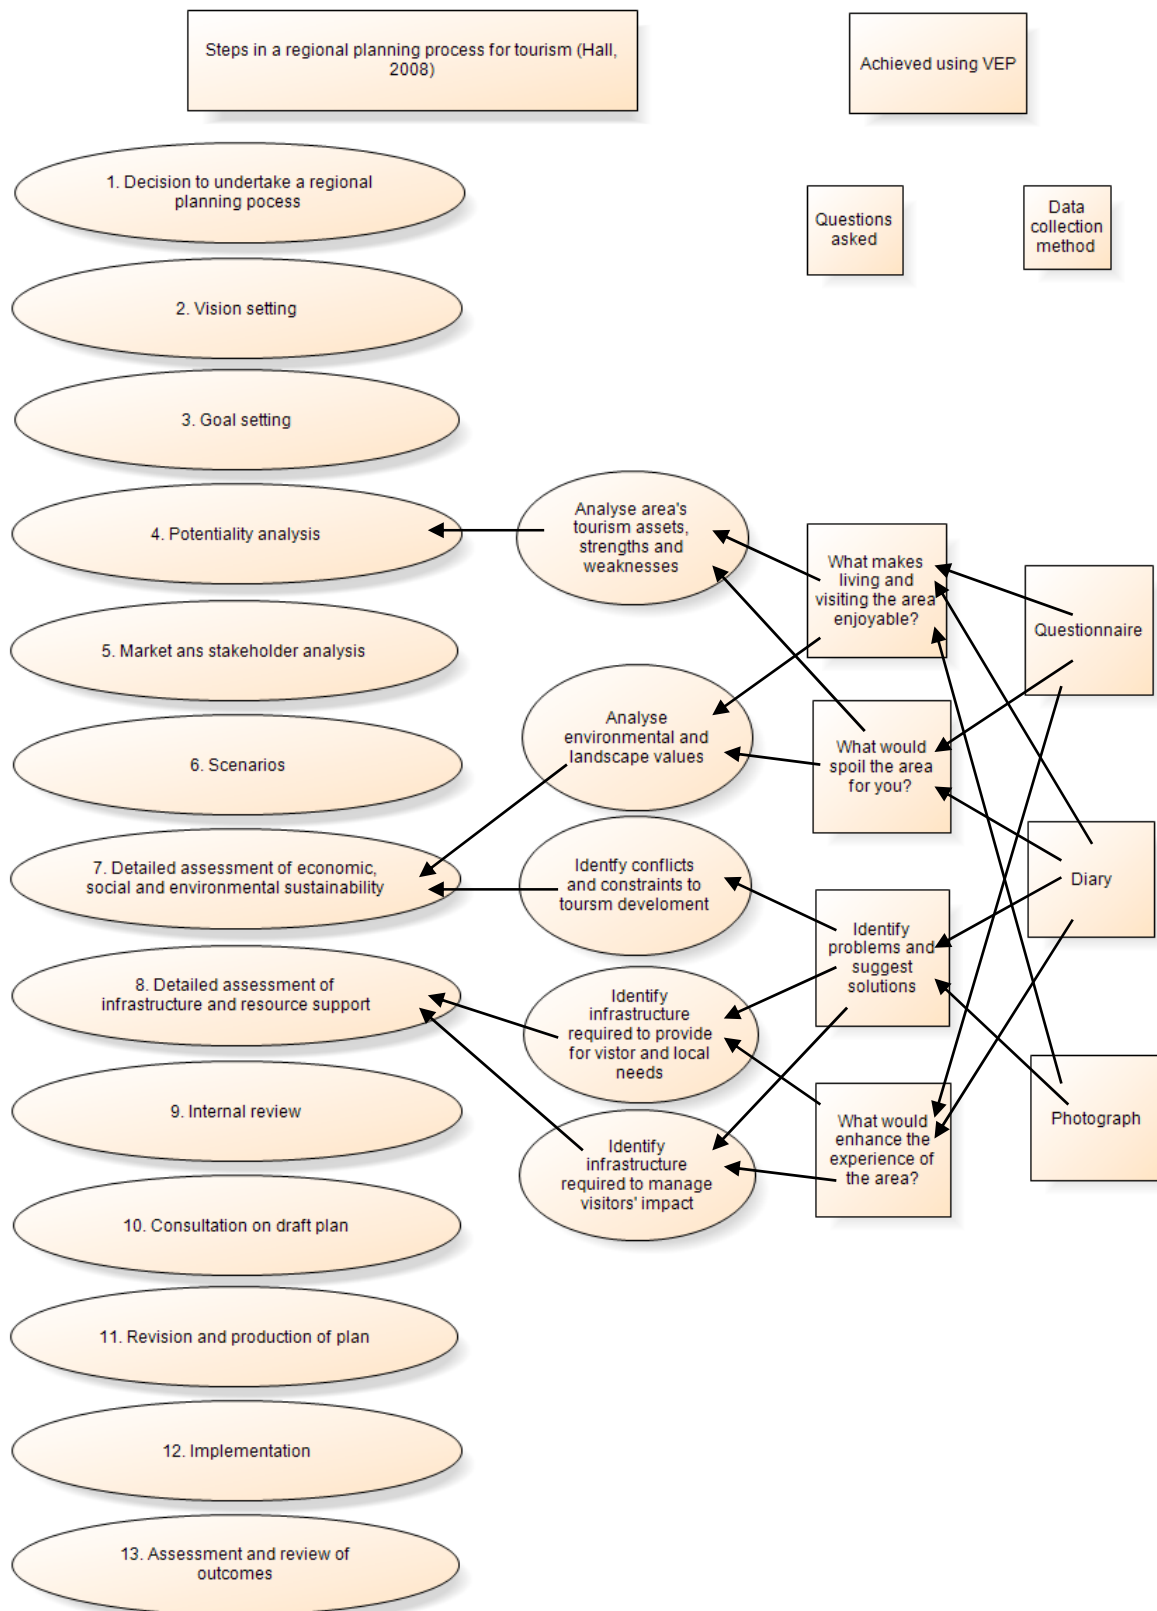 Steps in a regional planning process for tourism (Hall,
2008)
Achieved using VEP
Questions
asked
Data
collection
method
1. Decision to undertake a regional
planning pocess
2. Vision setting
3. Goal setting
4. Potentiality analysis
5. Market ans stakeholder analysis
6. Scenarios
7. Detailed assessment of economic,
social and environmental sustainability
8. Detailed assessment of
infrastructure and resource support
9. Internal review
10. Consultation on draft plan
11. Revision and production of plan
12. Implementation
13. Assessment and review of
outcomes
Analyse area's
tourism assets,
strengths and
weaknesses
Analyse
environmental and
landscape values
Identfy conflicts
and constraints to
toursm develoment
Identify
infrastructure
required to provide
for vistor and local
needs
Identify
infrastructure
required to manage
visitors' impact
What makes
living and
visiting the area
enjoyable?
What would
spoil the area
for you?
Identify
problems and
suggest
solutions
What would
enhance the
experience of
the area?
Questionnaire
Diary
Photograph